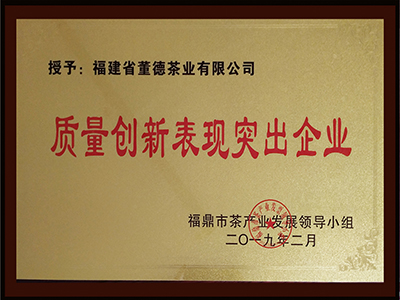 授予：福建省董德茶业有限公司
质量创新表现突出企业
福鼎市茶产业发展领导小组
二〇一九年二月